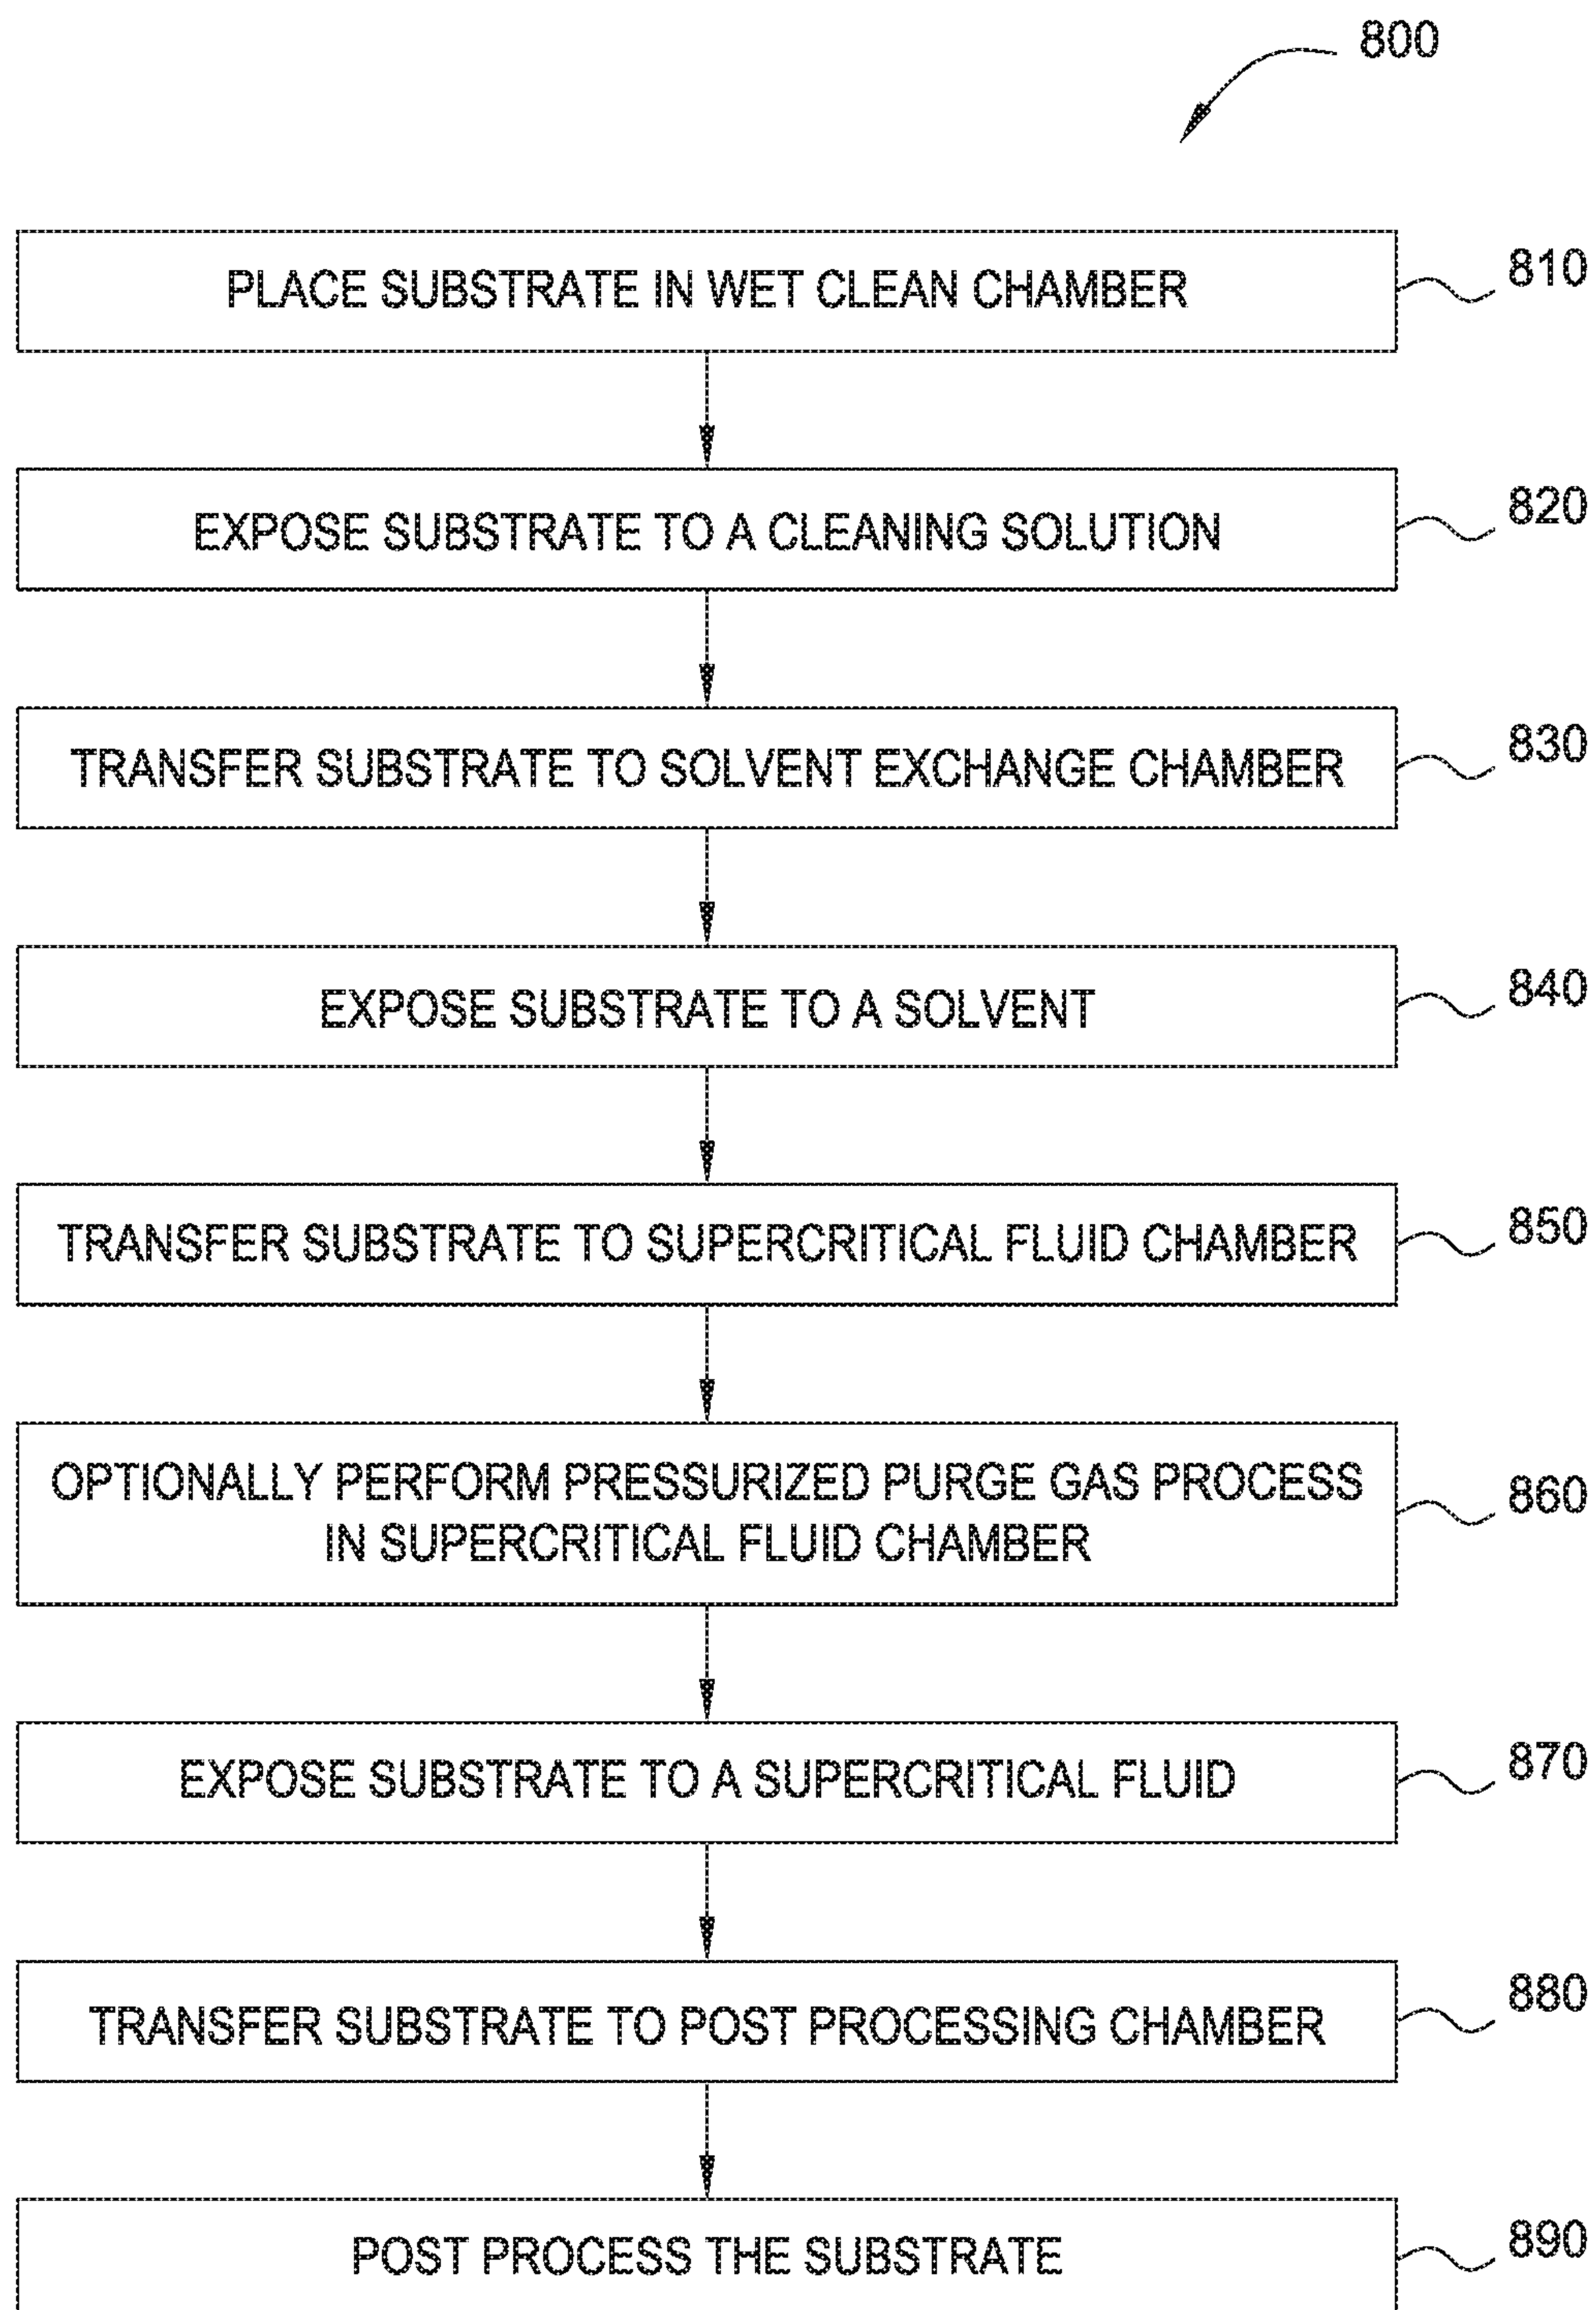 800
PLACE SUBSTRATE IN WET CLEAN CHAMBER
810
EXPOSE SUBSTRATE TO A CLEANING SOLUTION
820
TRANSFER SUBSTRATE TO SOLVENT EXCHANGE CHAMBER
830
EXPOSE SUBSTRATE TO A SOLVENT
840
TRANSFER SUBSTRATE TO SUPERCRITICAL FLUID CHAMBER
850
OPTIONALLY PERFORM PRESSURIZED PURGE GAS PROCESS
IN SUPERCRITICAL FLUID CHAMBER
860
EXPOSE SUBSTRATE TO A SUPERCRITICAL FLUID
870
TRANSFER SUBSTRATE TO POST PROCESSING CHAMBER
880
POST PROCESS THE SUBSTRATE
890